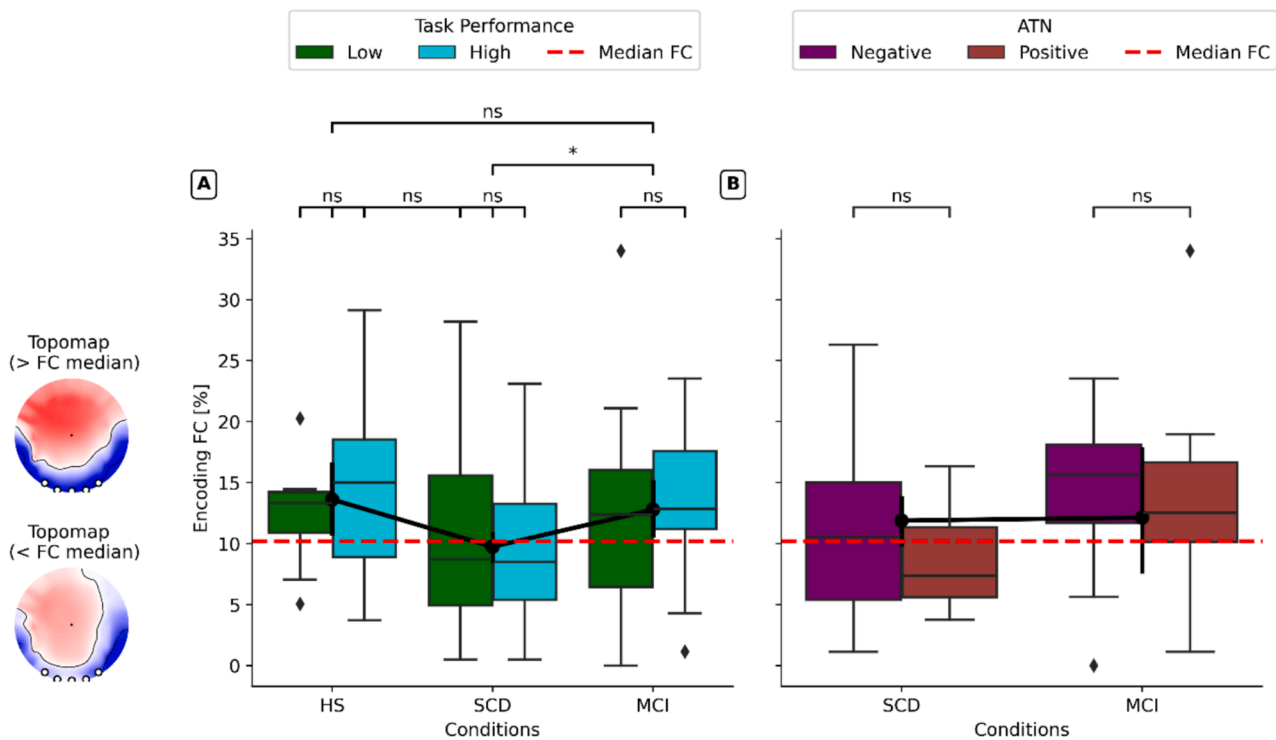 Task Performance
Low High Median FC
ATN
Negative Positive Median FC
ns
*
A
ns ns ns ns
B
ns ns
35
30
25
20
15
10
5
0
Encoding FC [%]
Topomap
(> FC median)
Topomap
(< FC median)
HS SCD MCI
Conditions
SCD MCI
Conditions